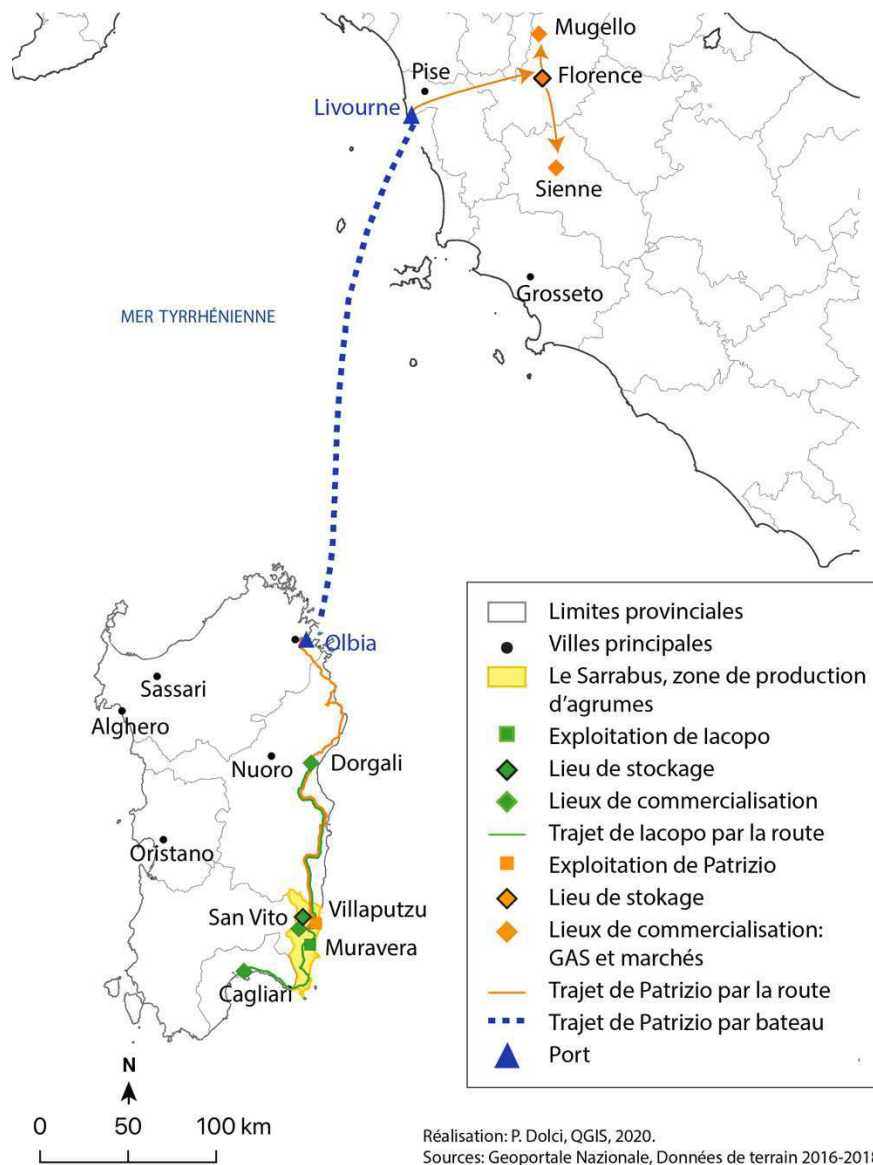 Mugello
Pise
Florence
Livourne
Sienne
Grosseto
MER TYRRHÉNIENNE
Olbia
Sassari
Alghero
Nuoro
Dorgali
Oristano
San Vito
Villaputzu
Muravera
Cagliari
Limites provinciales
Villes principales
Le Sarrabus, zone de production
d'agrumes
Exploitation de Iacopo
Lieu de stockage
Lieux de commercialisation
Trajet de Iacopo par la route
Exploitation de Patrizio
Lieu de stokage
Lieux de commercialisation:
GAS et marchés
Trajet de Patrizio par la route
Trajet de Patrizio par bateau
Port
N
0 50 100 km
Réalisation: P. Dolci, QGIS, 2020.
Sources: Geoportale Nazionale, Données de terrain 2016-2018